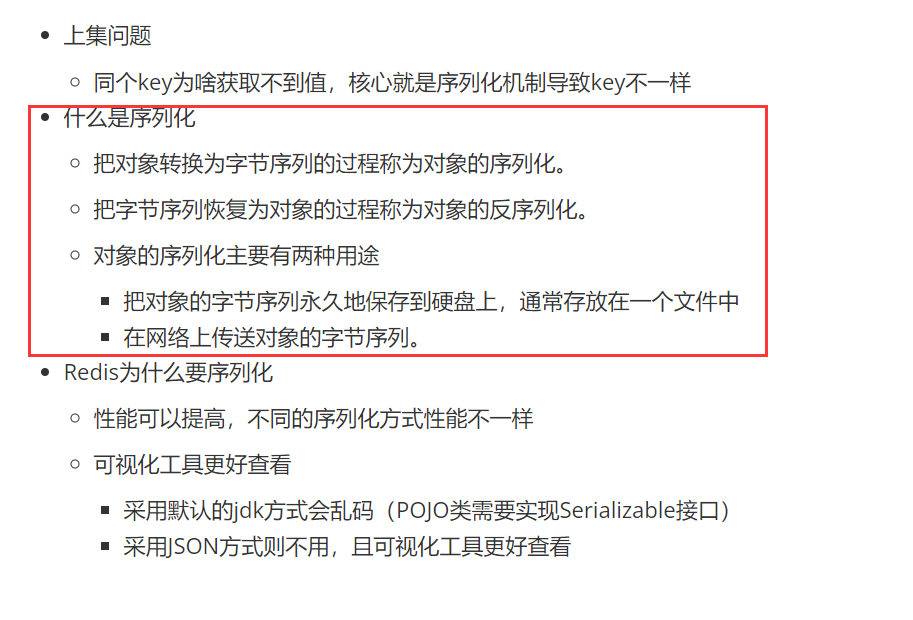 上集问题
同个key为啥获取不到值，核心就是序列化机制导致key不一样
什么是序列化
把对象转换为字节序列的过程称为对象的序列化。
把字节序列恢复为对象的过程称为对象的反序列化。
对象的序列化主要有两种用途
把对象的字节序列永久地保存到硬盘上，通常存放在一个文件中
在网络上传送对象的字节序列。
Redis为什么要序列化
性能可以提高，不同的序列化方式性能不一样
可视化工具更好查看
采用默认的jdk方式会乱码（POJO类需要实现Serializable接口）
采用JSON方式则不用，且可视化工具更好查看